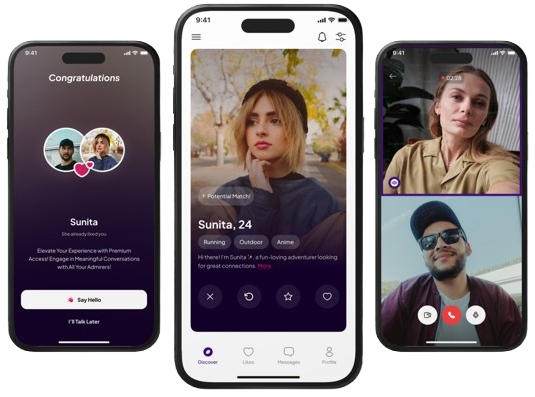 9:41
Congratulations
Sunita
She already liked you
Elevate Your Experience with Premium
Access! Engage in Meaningful Conversations
with All Your Admirers!
Say Hello
I'll Talk Later
9:41
Potential Match!
Sunita, 24
Running
Outdoor
Anime
Hi there! I'm Sunita ✨, a fun-loving adventurer looking
for great connections. More
Discover
Likes
Messages
Profile
9:41
02:28